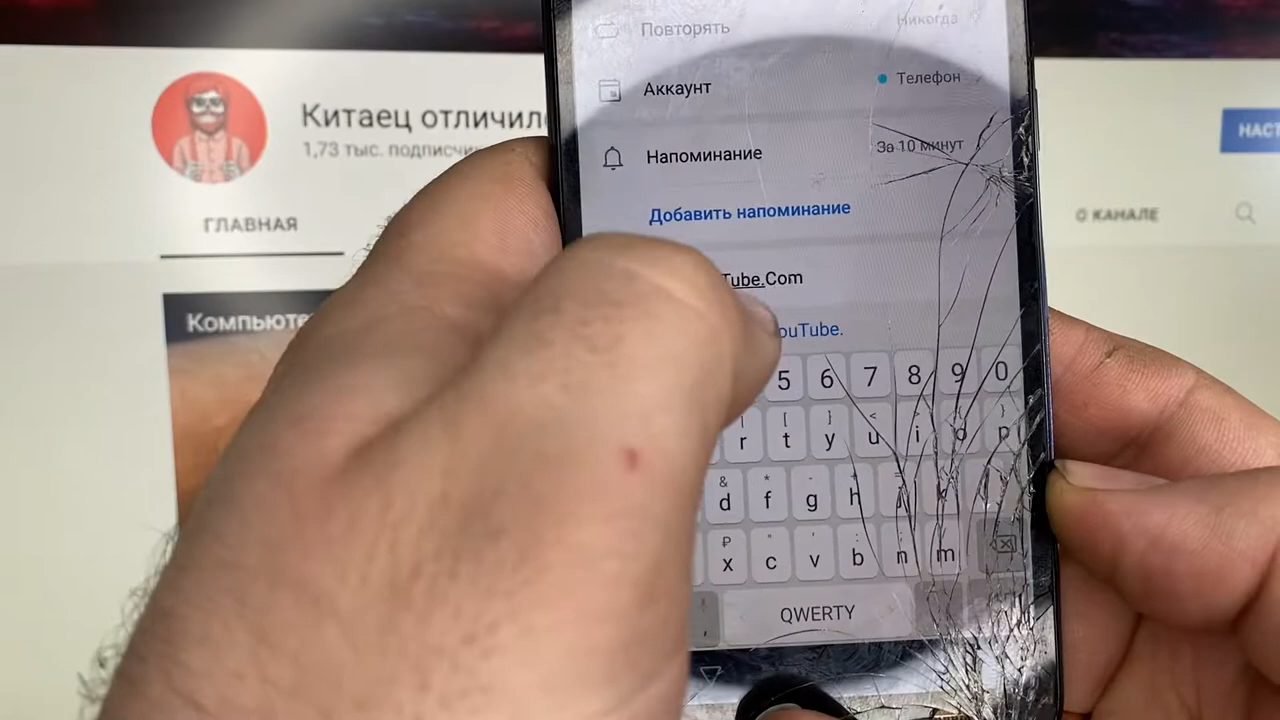 Китаец отличил
1,73 тыс. подписчи
ГЛАВНАЯ
Компьюте
Повторять
Никогда
Аккаунт
Телефон
Напоминание
За 10 минут
Добавить напоминание
Tube.Com
ouTube.
5 6 7 8 9 0
r t y u i o p
d f g h j k
x c v b n m
QWERTY
НАСТ
О КАНАЛЕ